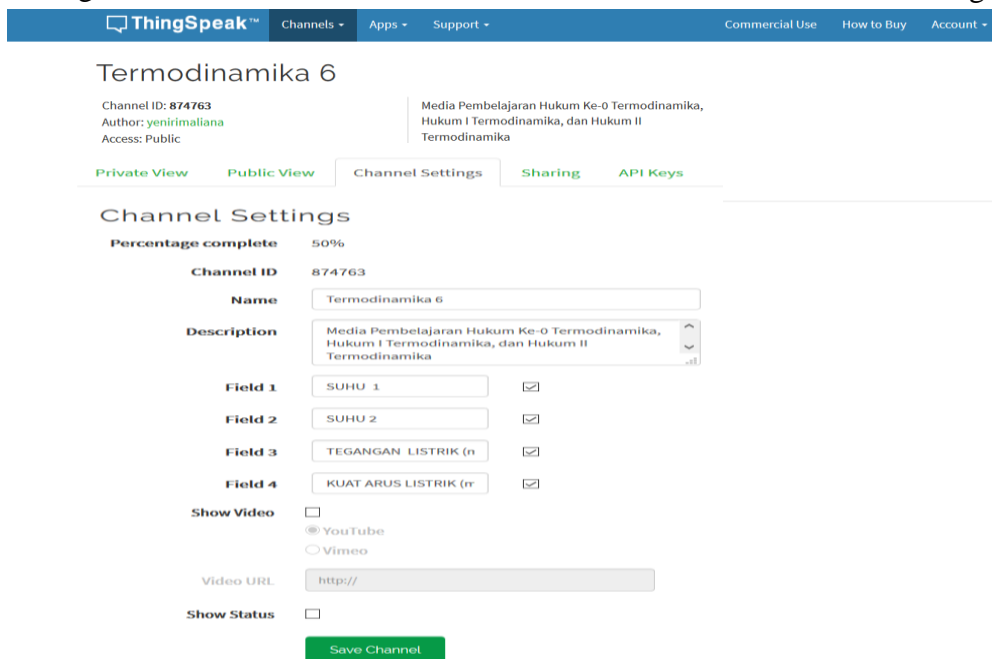 ThingSpeak™ Channels Apps Support Commercial Use How to Buy Account
Termodinamika 6
Channel ID: 874763
Author: yenirimaliana
Access: Public
Media Pembelajaran Hukum Ke-0 Termodinamika,
Hukum I Termodinamika, dan Hukum II
Termodinamika
Private View Public View Channel Settings Sharing API Keys
Channel Settings
Percentage complete 50%
Channel ID 874763
Name Termodinamika 6
Description Media Pembelajaran Hukum Ke-0 Termodinamika,
Hukum I Termodinamika, dan Hukum II
Termodinamika
Field 1 SUHU 1
Field 2 SUHU 2
Field 3 TEGANGAN LISTRIK (n
Field 4 KUAT ARUS LISTRIK (m
Show Video
YouTube
Vimeo
Video URL http://
Show Status
Save Channel